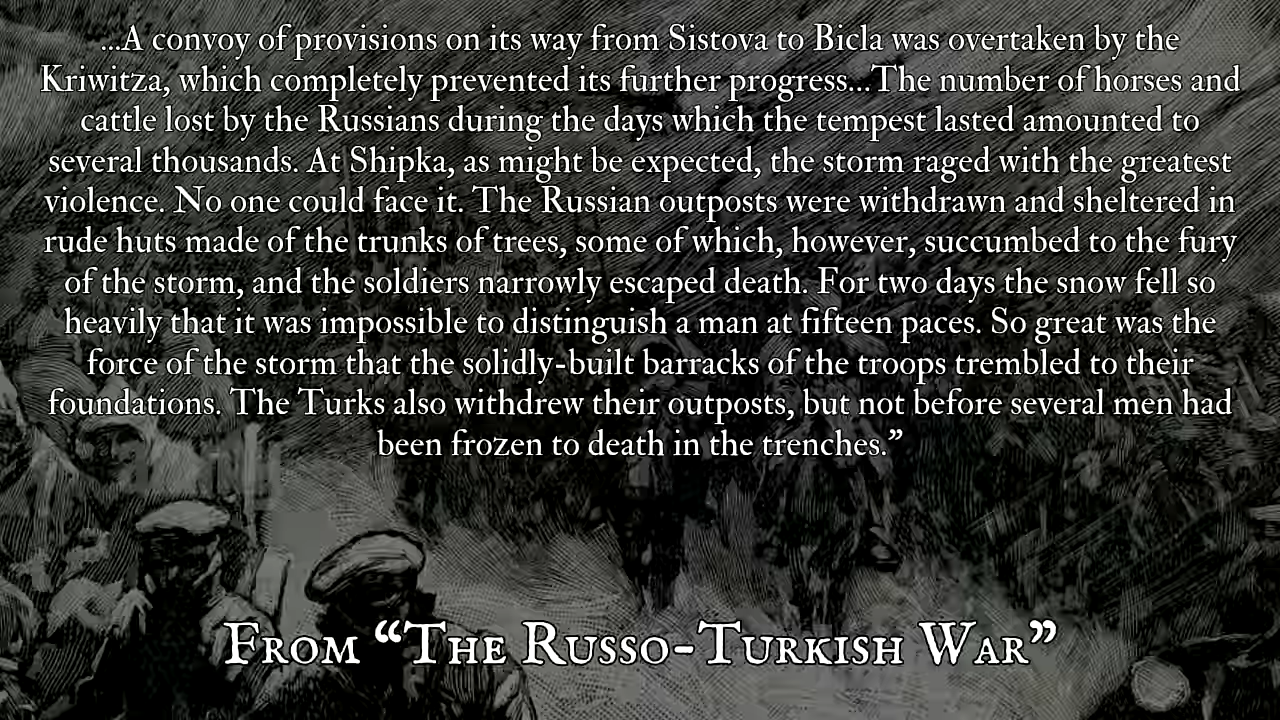 ...A convoy of provisions on its way from Sistova to Bicla was overtaken by the
Kriwitza, which completely prevented its further progress...The number of horses and
cattle lost by the Russians during the days which the tempest lasted amounted to
several thousands. At Shipka, as might be expected, the storm raged with the greatest
violence. No one could face it. The Russian outposts were withdrawn and sheltered in
rude huts made of the trunks of trees, some of which, however, succumbed to the fury
of the storm, and the soldiers narrowly escaped death. For two days the snow fell so
heavily that it was impossible to distinguish a man at fifteen paces. So great was the
force of the storm that the solidly-built barracks of the troops trembled to their
foundations. The Turks also withdrew their outposts, but not before several men had
been frozen to death in the trenches.”
From “The Russo-Turkish War”